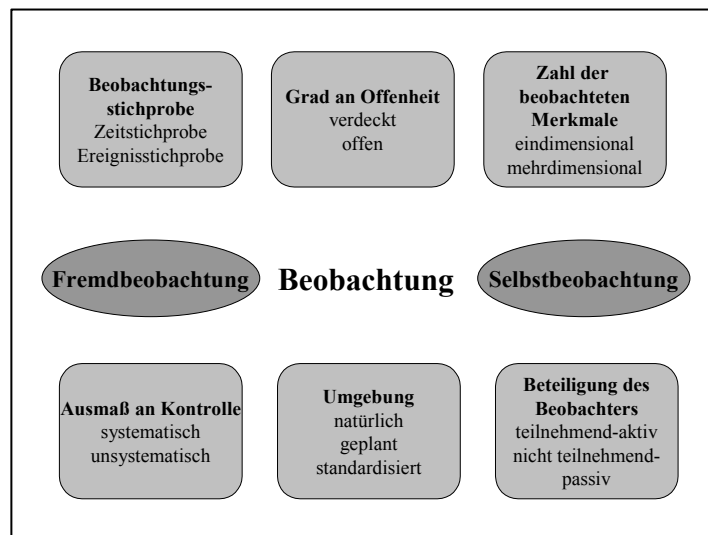 Beobachtungs-
stichprobe
Zeitstichprobe
Ereignisstichprobe
Grad an Offenheit
verdeckt
offen
Zahl der
beobachteten
Merkmale
eindimensional
mehrdimensional
Fremdbeobachtung
Beobachtung
Selbstbeobachtung
Ausmaß an Kontrolle
systematisch
unsystematisch
Umgebung
natürlich
geplant
standardisiert
Beteiligung des
Beobachters
teilnehmend-aktiv
nicht teilnehmend-
passiv